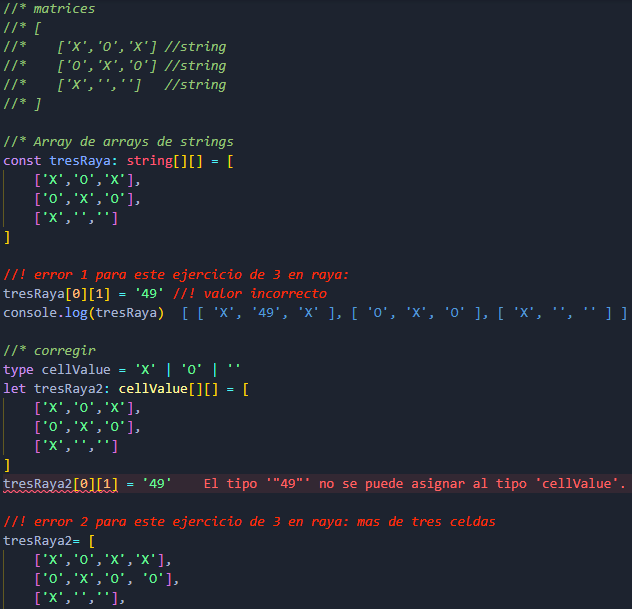 //* matrices
//* [
//*    ['X','O','X'] //string
//*    ['O','X','O'] //string
//*    ['X','','']   //string
//* ]
//* Array de arrays de strings
const tresRaya: string[][] = [
    ['X','O','X'],
    ['O','X','O'],
    ['X','','']
]
//! error 1 para este ejercicio de 3 en raya:
tresRaya[0][1] = '49' //! valor incorrecto
console.log(tresRaya)  [ [ 'X', '49', 'X' ], [ 'O', 'X', 'O' ], [ 'X', '', '' ] ]
//* corregir
type cellValue = 'X' | 'O' | ''
let tresRaya2: cellValue[][] = [
    ['X','O','X'],
    ['O','X','O'],
    ['X','','']
]
tresRaya2[0][1] = '49'    El tipo '"49"' no se puede asignar al tipo 'cellValue'.
//! error 2 para este ejercicio de 3 en raya: mas de tres celdas
tresRaya2= [
    ['X','O','X','X'],
    ['O','X','O', 'O'],
    ['X','',''],